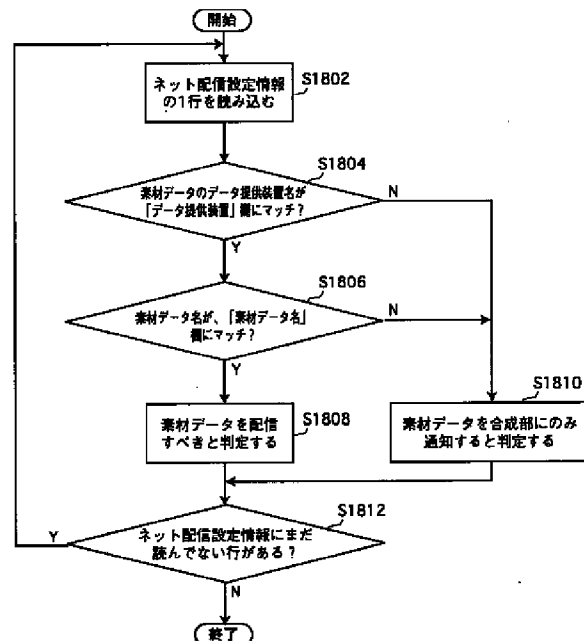 開始
S1802
ネット配信設定情報
の1行を読み込む
S1804
素材データのデータ提供装置名が
「データ提供装置」欄にマッチ?
N
Y
S1806
素材データ名が、「素材データ名」
欄にマッチ?
N
Y
S1808
素材データを配信
すべきと判定する
S1810
素材データを合成部にのみ
通知すると判定する
S1812
ネット配信設定情報にまだ
読んでない行がある?
Y
N
終了